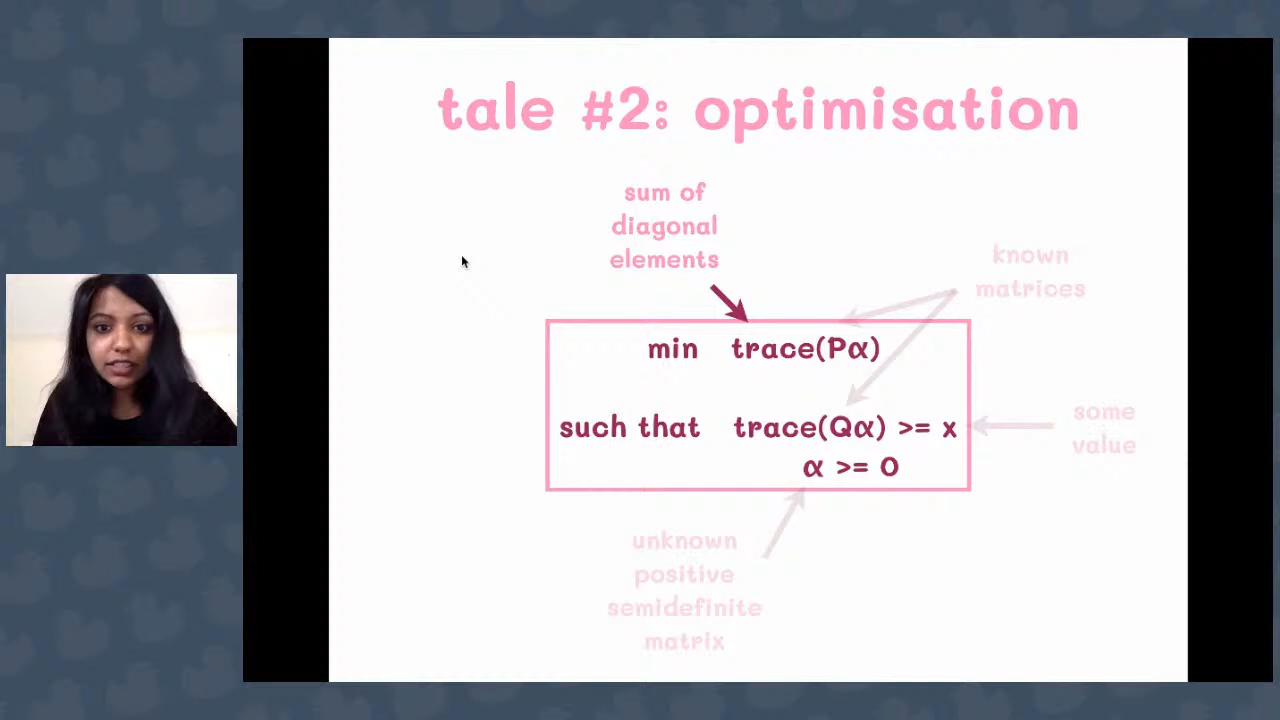 tale #2: optimisation
sum of
diagonal
elements
known
matrices
min trace(Pα)
such that trace(Qα) >= x
α >= 0
some
value
unknown
positive
semidefinite
matrix